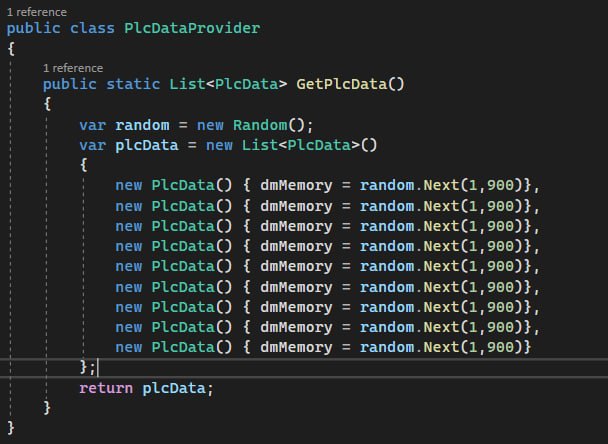 1 reference
public class PlcDataProvider
{
1 reference
public static List<PlcData> GetPlcData()
{
var random = new Random();
var plcData = new List<PlcData>()
{
new PlcData() { dmMemory = random.Next(1,900)},
new PlcData() { dmMemory = random.Next(1,900)},
new PlcData() { dmMemory = random.Next(1,900)},
new PlcData() { dmMemory = random.Next(1,900)},
new PlcData() { dmMemory = random.Next(1,900)},
new PlcData() { dmMemory = random.Next(1,900)},
new PlcData() { dmMemory = random.Next(1,900)},
new PlcData() { dmMemory = random.Next(1,900)},
new PlcData() { dmMemory = random.Next(1,900)}
};
return plcData;
}
}